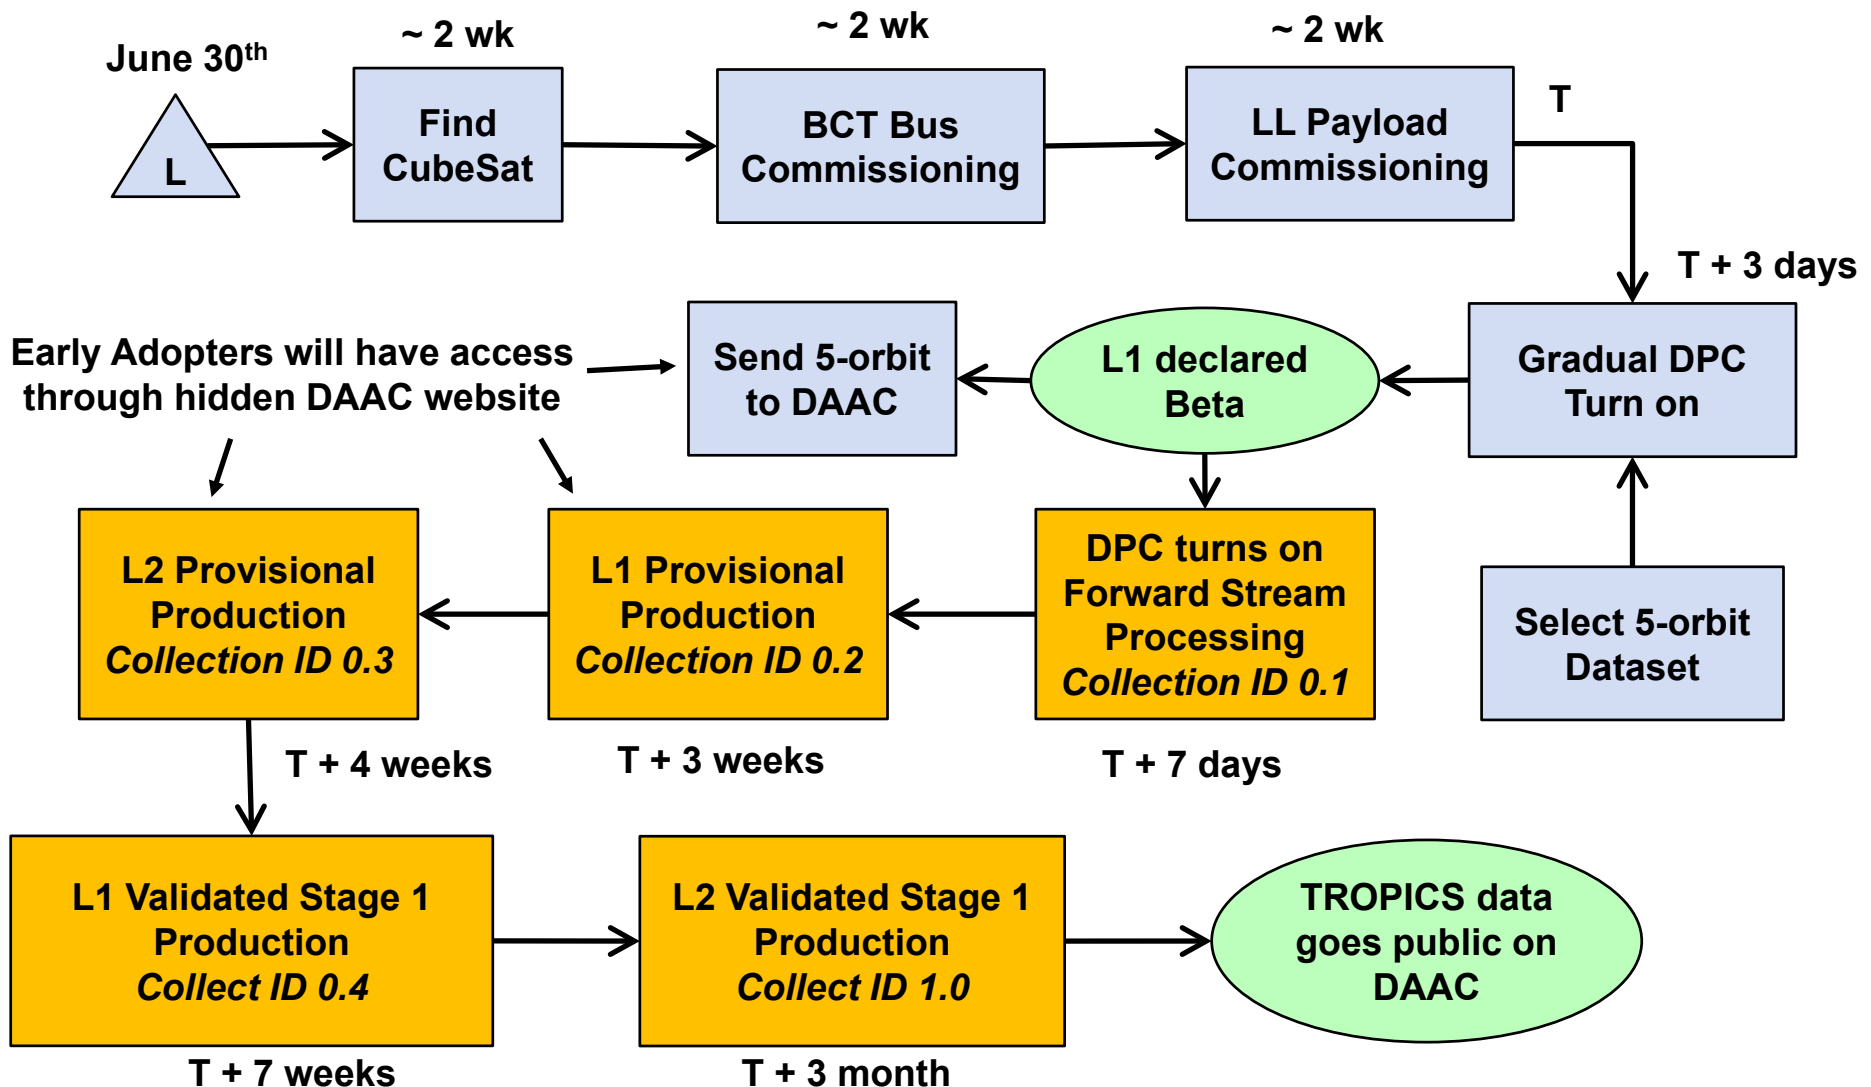 June 30th
L
~ 2 wk
Find
CubeSat
~ 2 wk
BCT Bus
Commissioning
~ 2 wk
LL Payload
Commissioning
T
T + 3 days
Gradual DPC
Turn on
Select 5-orbit
Dataset
L1 declared
Beta
Send 5-orbit
to DAAC
Early Adopters will have access
through hidden DAAC website
DPC turns on
Forward Stream
Processing
Collection ID 0.1
T + 7 days
L1 Provisional
Production
Collection ID 0.2
T + 3 weeks
L2 Provisional
Production
Collection ID 0.3
T + 4 weeks
L1 Validated Stage 1
Production
Collect ID 0.4
T + 7 weeks
L2 Validated Stage 1
Production
Collect ID 1.0
T + 3 month
TROPICS data
goes public on
DAAC